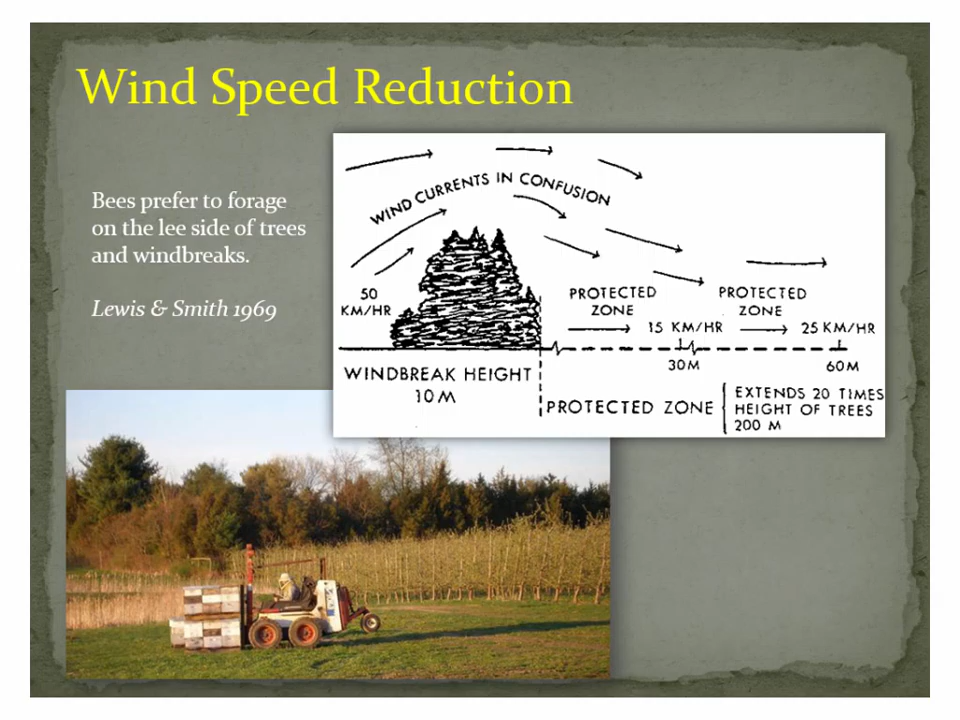 Wind Speed Reduction
Bees prefer to forage
on the lee side of trees
and windbreaks.
Lewis & Smith 1969
WIND CURRENTS IN CONFUSION
50
KM/HR
PROTECTED
ZONE
PROTECTED
ZONE
15 KM/HR
25 KM/HR
30M
60M
WINDBREAK HEIGHT
10 M
PROTECTED ZONE
EXTENDS 20 TIMES
HEIGHT OF TREES
200 M